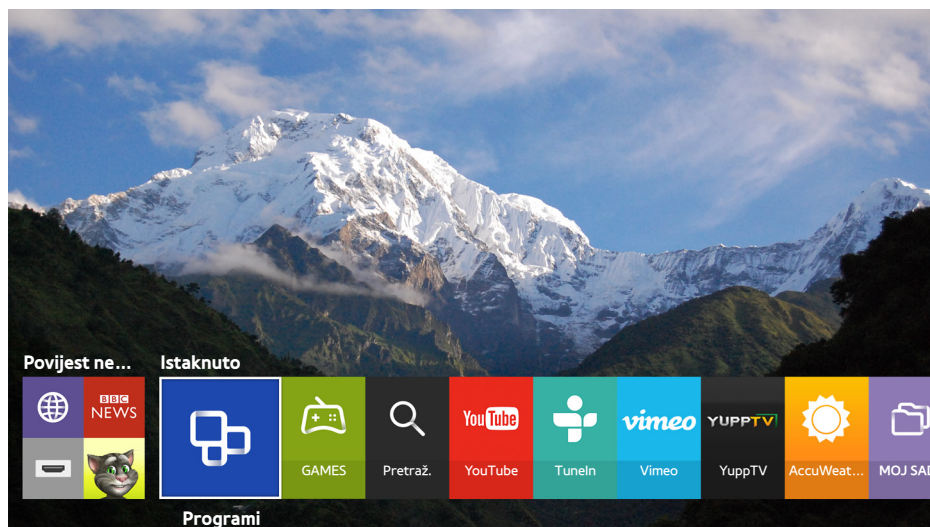 Povijest ne...
Istaknuto
BBC
NEWS
GAMES
Pretraž.
YouTube
YouTube
TuneIn
vimeo
Vimeo
YUPPTV
YuppTV
AccuWeat...
MOJ SAD
Programi